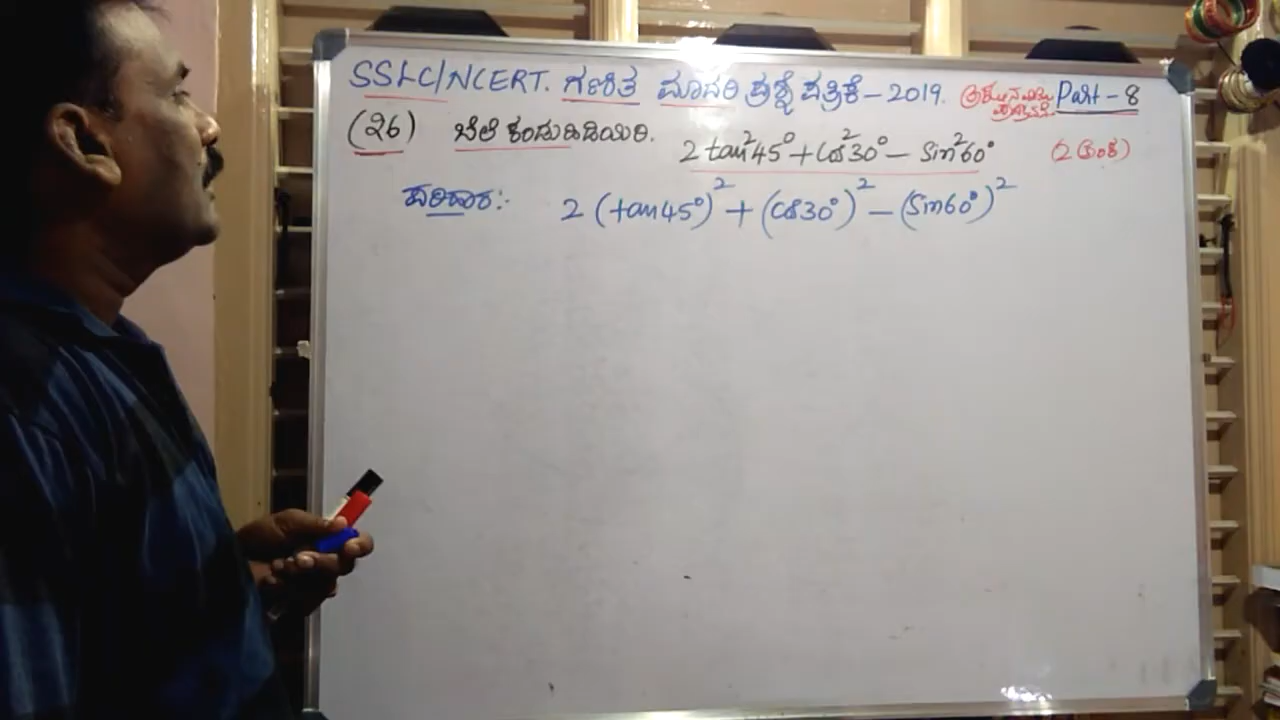 SSLC/NCERT. ಗಣಿತ ಮಾದರಿ ಪ್ರಶ್ನೆ ಪತ್ರಿಕೆ - 2019. Part - 8
(26) ಬೆಲೆ ಕಂಡುಹಿಡಿಯಿರಿ. 2 tan²45° + cos²30° - Sin²60° (2 ಅಂಕ)
ಪರಿಹಾರ:- 2 (tan45°)² + (cos30°)² - (Sin60°)²